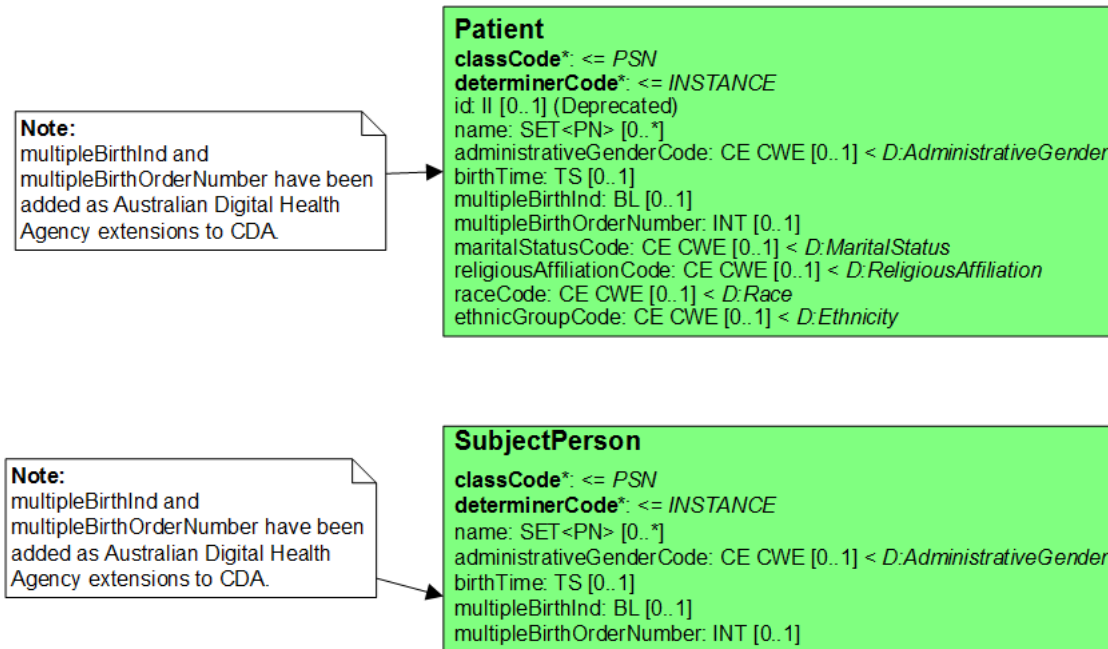 Patient
classCode*: <= PSN
determinerCode*: <= INSTANCE
id: II [0..1] (Deprecated)
name: SET<PN> [0..*]
administrativeGenderCode: CE CWE [0..1] < D:AdministrativeGender
birthTime: TS [0..1]
multipleBirthInd: BL [0..1]
multipleBirthOrderNumber: INT [0..1]
maritalStatusCode: CE CWE [0..1] < D:MaritalStatus
religiousAffiliationCode: CE CWE [0..1] < D:ReligiousAffiliation
raceCode: CE CWE [0..1] < D:Race
ethnicGroupCode: CE CWE [0..1] < D:Ethnicity
Note:
multipleBirthInd and
multipleBirthOrderNumber have been
added as Australian Digital Health
Agency extensions to CDA.
SubjectPerson
classCode*: <= PSN
determinerCode*: <= INSTANCE
name: SET<PN> [0..*]
administrativeGenderCode: CE CWE [0..1] < D:AdministrativeGender
birthTime: TS [0..1]
multipleBirthInd: BL [0..1]
multipleBirthOrderNumber: INT [0..1]
Note:
multipleBirthInd and
multipleBirthOrderNumber have been
added as Australian Digital Health
Agency extensions to CDA.